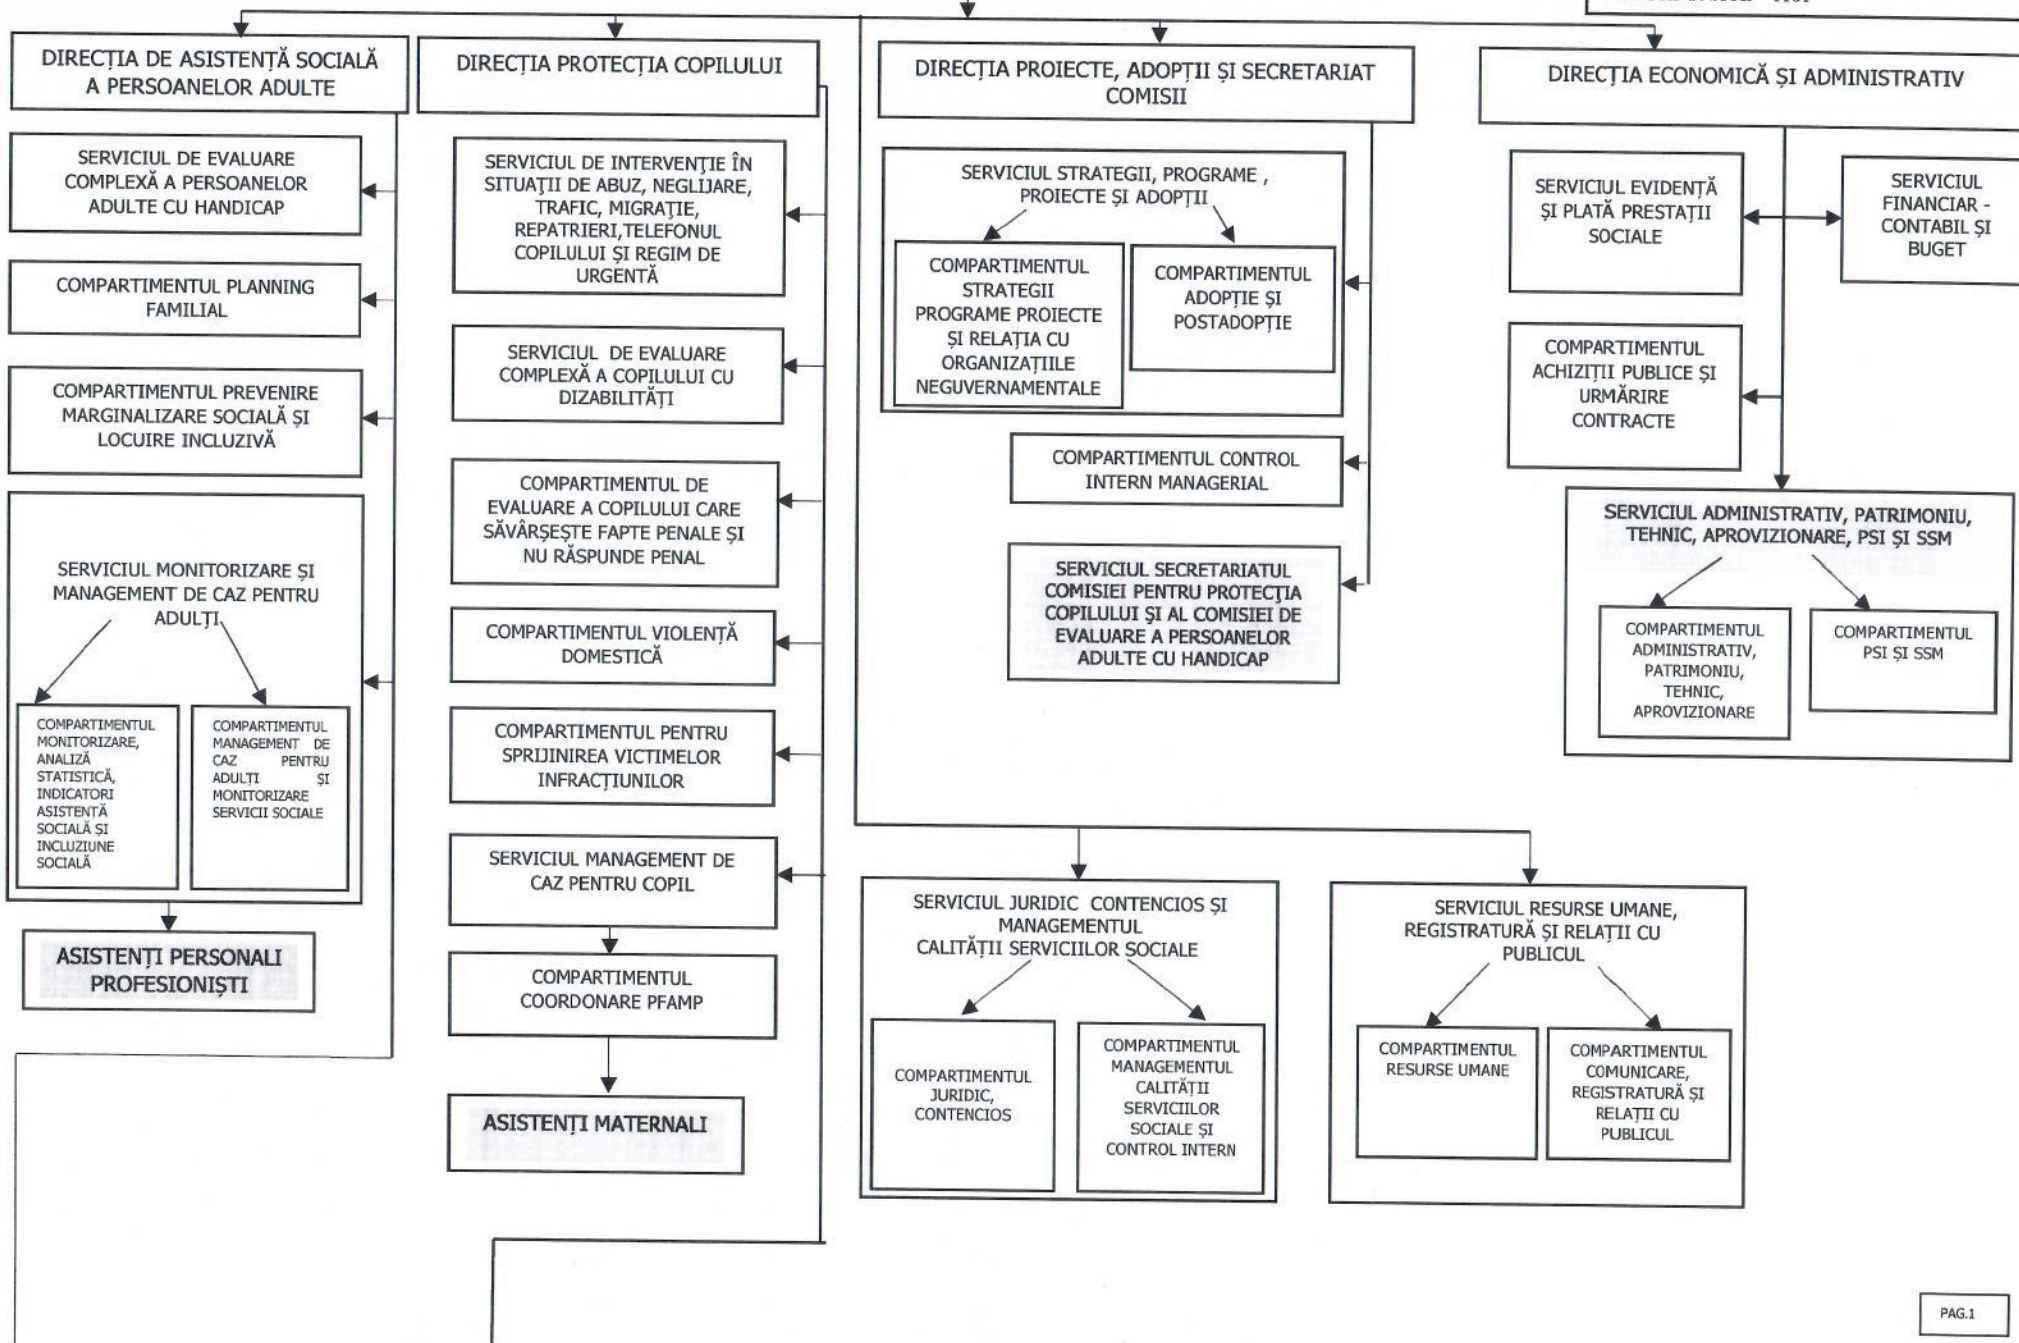 DIRECȚIA DE ASISTENȚĂ SOCIALĂ
A PERSOANELOR ADULTE
SERVICIUL DE EVALUARE
COMPLEXĂ A PERSOANELOR
ADULTE CU HANDICAP
COMPARTIMENTUL PLANNING
FAMILIAL
COMPARTIMENTUL PREVENIRE
MARGINALIZARE SOCIALĂ ȘI
LOCUIRE INCLUZIVĂ
SERVICIUL MONITORIZARE ȘI
MANAGEMENT DE CAZ PENTRU
ADULȚI
COMPARTIMENTUL
MONITORIZARE,
ANALIZĂ
STATISTICĂ,
INDICATORI
ASISTENȚĂ
SOCIALĂ ȘI
INCLUZIUNE
SOCIALĂ
COMPARTIMENTUL
MANAGEMENT DE
CAZ PENTRU
ADULȚI ȘI
MONITORIZARE
SERVICII SOCIALE
ASISTENȚI PERSONALI
PROFESIONIȘTI
DIRECȚIA PROTECȚIA COPILULUI
SERVICIUL DE INTERVENȚIE ÎN
SITUAȚII DE ABUZ, NEGLIJARE,
TRAFIC, MIGRAȚIE,
REPATRIERI,TELEFONUL
COPILULUI ȘI REGIM DE
URGENTĂ
SERVICIUL DE EVALUARE
COMPLEXĂ A COPILULUI CU
DIZABILITĂȚI
COMPARTIMENTUL DE
EVALUARE A COPILULUI CARE
SĂVÂRȘEȘTE FAPTE PENALE ȘI
NU RĂSPUNDE PENAL
COMPARTIMENTUL VIOLENȚĂ
DOMESTICĂ
COMPARTIMENTUL PENTRU
SPRIJINIREA VICTIMELOR
INFRACȚIUNILOR
SERVICIUL MANAGEMENT DE
CAZ PENTRU COPIL
COMPARTIMENTUL
COORDONARE PFAMP
ASISTENȚI MATERNALI
DIRECȚIA PROIECTE, ADOPȚII ȘI SECRETARIAT
COMISII
SERVICIUL STRATEGII, PROGRAME ,
PROIECTE ȘI ADOPȚII
COMPARTIMENTUL
STRATEGII
PROGRAME PROIECTE
ȘI RELAȚIA CU
ORGANIZAȚIILE
NEGUVERNAMENTALE
COMPARTIMENTUL
ADOPȚIE ȘI
POSTADOPȚIE
COMPARTIMENTUL CONTROL
INTERN MANAGERIAL
SERVICIUL SECRETARIATUL
COMISIEI PENTRU PROTECȚIA
COPILULUI ȘI AL COMISIEI DE
EVALUARE A PERSOANELOR
ADULTE CU HANDICAP
DIRECȚIA ECONOMICĂ ȘI ADMINISTRATIV
SERVICIUL EVIDENȚĂ
ȘI PLATĂ PRESTAȚII
SOCIALE
SERVICIUL
FINANCIAR -
CONTABIL ȘI
BUGET
COMPARTIMENTUL
ACHIZIȚII PUBLICE ȘI
URMĂRIRE
CONTRACTE
SERVICIUL ADMINISTRATIV, PATRIMONIU,
TEHNIC, APROVIZIONARE, PSI ȘI SSM
COMPARTIMENTUL
ADMINISTRATIV,
PATRIMONIU,
TEHNIC,
APROVIZIONARE
COMPARTIMENTUL
PSI ȘI SSM
SERVICIUL JURIDIC CONTENCIOS ȘI
MANAGEMENTUL
CALITĂȚII SERVICIILOR SOCIALE
COMPARTIMENTUL
JURIDIC,
CONTENCIOS
COMPARTIMENTUL
MANAGEMENTUL
CALITĂȚII
SERVICIILOR
SOCIALE ȘI
CONTROL INTERN
SERVICIUL RESURSE UMANE,
REGISTRATURĂ ȘI RELAȚII CU
PUBLICUL
COMPARTIMENTUL
RESURSE UMANE
COMPARTIMENTUL
COMUNICARE,
REGISTRATURĂ ȘI
RELAȚII CU
PUBLICUL
PAG.1